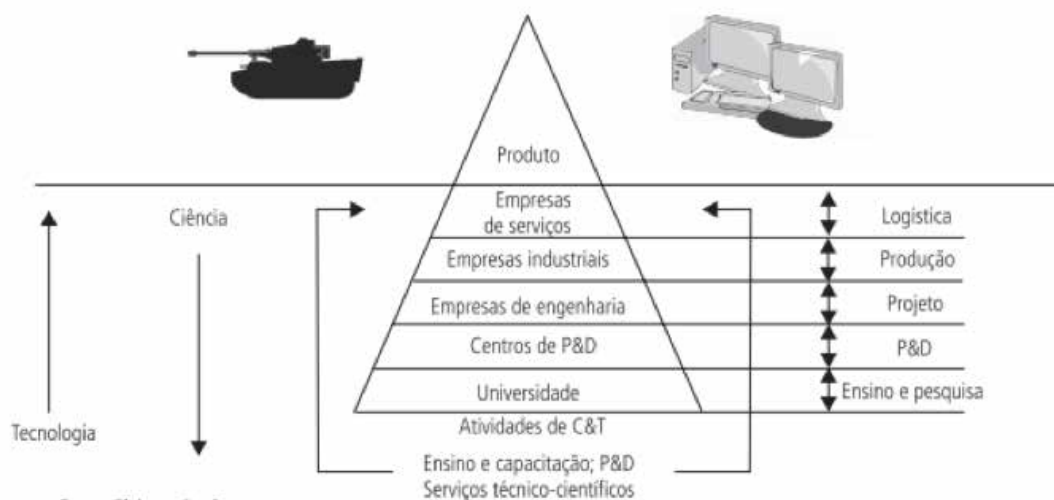 Produto
Ciência
Empresas
de serviços
Logística
Empresas industriais
Produção
Empresas de engenharia
Projeto
Centros de P&D
P&D
Universidade
Ensino e pesquisa
Tecnologia
Atividades de C&T
Ensino e capacitação; P&D
Serviços técnico-científicos